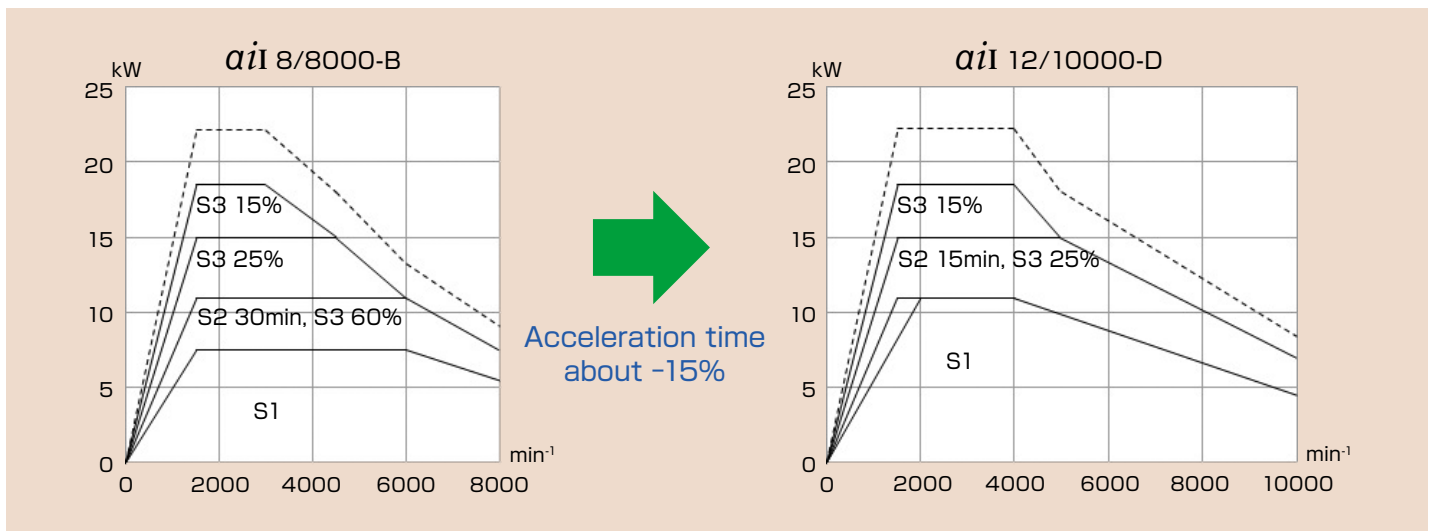 αiI 8/8000-B
kW
25
20
15
10
5
0
S3 15%
S3 25%
S2 30min, S3 60%
S1
0 2000 4000 6000 8000
min⁻¹
Acceleration time
about −15%
αiI 12/10000-D
kW
25
20
15
10
5
0
S3 15%
S2 15min, S3 25%
S1
0 2000 4000 6000 8000 10000
min⁻¹